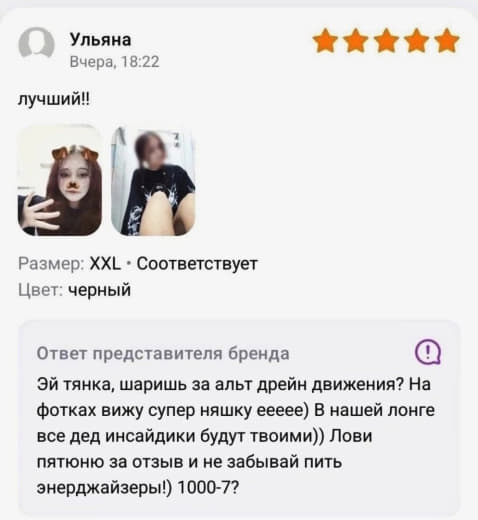 Ульяна
Вчера, 18:22
лучший!!
Размер: XXL • Соответствует
Цвет: черный
Ответ представителя бренда
Эй тянка, шаришь за альт дрейн движения? На
фотках вижу супер няшку еееее) В нашей лонге
все дед инсайдики будут твоими)) Лови
пятюню за отзыв и не забывай пить
энерджайзеры!) 1000-7?